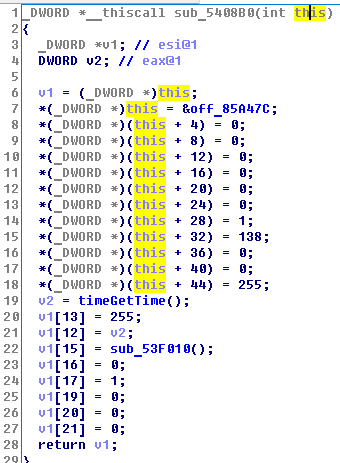 1 _DWORD *__thiscall sub_5408B0(int this)
2 {
3 _DWORD *v1; // esi@1
4 DWORD v2; // eax@1
5
6 v1 = (_DWORD *)this;
7 *(_DWORD *)this = &off_85A47C;
8 *(_DWORD *)(this + 4) = 0;
9 *(_DWORD *)(this + 8) = 0;
10 *(_DWORD *)(this + 12) = 0;
11 *(_DWORD *)(this + 16) = 0;
12 *(_DWORD *)(this + 20) = 0;
13 *(_DWORD *)(this + 24) = 0;
14 *(_DWORD *)(this + 28) = 1;
15 *(_DWORD *)(this + 32) = 138;
16 *(_DWORD *)(this + 36) = 0;
17 *(_DWORD *)(this + 40) = 0;
18 *(_DWORD *)(this + 44) = 255;
19 v2 = timeGetTime();
20 v1[13] = 255;
21 v1[12] = v2;
22 v1[15] = sub_53F010();
23 v1[16] = 0;
24 v1[17] = 1;
25 v1[19] = 0;
26 v1[20] = 0;
27 v1[21] = 0;
28 return v1;
29 }